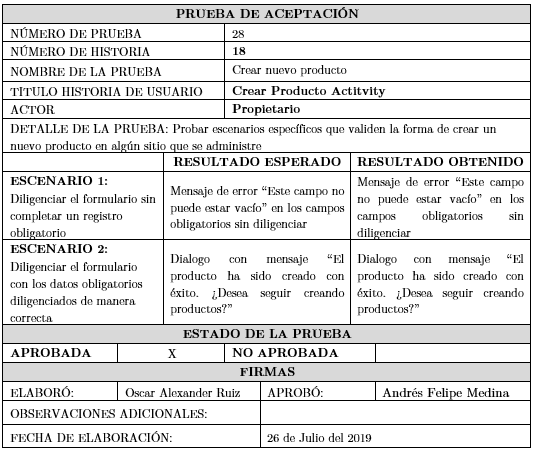 PRUEBA DE ACEPTACIÓN
NÚMERO DE PRUEBA 28
NÚMERO DE HISTORIA 18
NOMBRE DE LA PRUEBA Crear nuevo producto
TÍTULO HISTORIA DE USUARIO Crear Producto Actitvity
ACTOR Propietario
DETALLE DE LA PRUEBA: Probar escenarios específicos que validen la forma de crear un
nuevo producto en algún sitio que se administre
RESULTADO ESPERADO RESULTADO OBTENIDO
ESCENARIO 1:
Diligenciar el formulario sin
completar un registro
obligatorio
Mensaje de error “Este campo no
puede estar vacío” en los campos
obligatorios sin diligenciar
Mensaje de error “Este campo
no puede estar vacío” en los
campos obligatorios sin
diligenciar
ESCENARIO 2:
Diligenciar el formulario
con los datos obligatorios
diligenciados de manera
correcta
Dialogo con mensaje “El
producto ha sido creado con
éxito. ¿Desea seguir creando
productos?”
Dialogo con mensaje “El
producto ha sido creado con
éxito. ¿Desea seguir creando
productos?”
ESTADO DE LA PRUEBA
APROBADA X NO APROBADA
FIRMAS
ELABORÓ: Oscar Alexander Ruiz APROBÓ: Andrés Felipe Medina
OBSERVACIONES ADICIONALES:
FECHA DE ELABORACIÓN: 26 de Julio del 2019